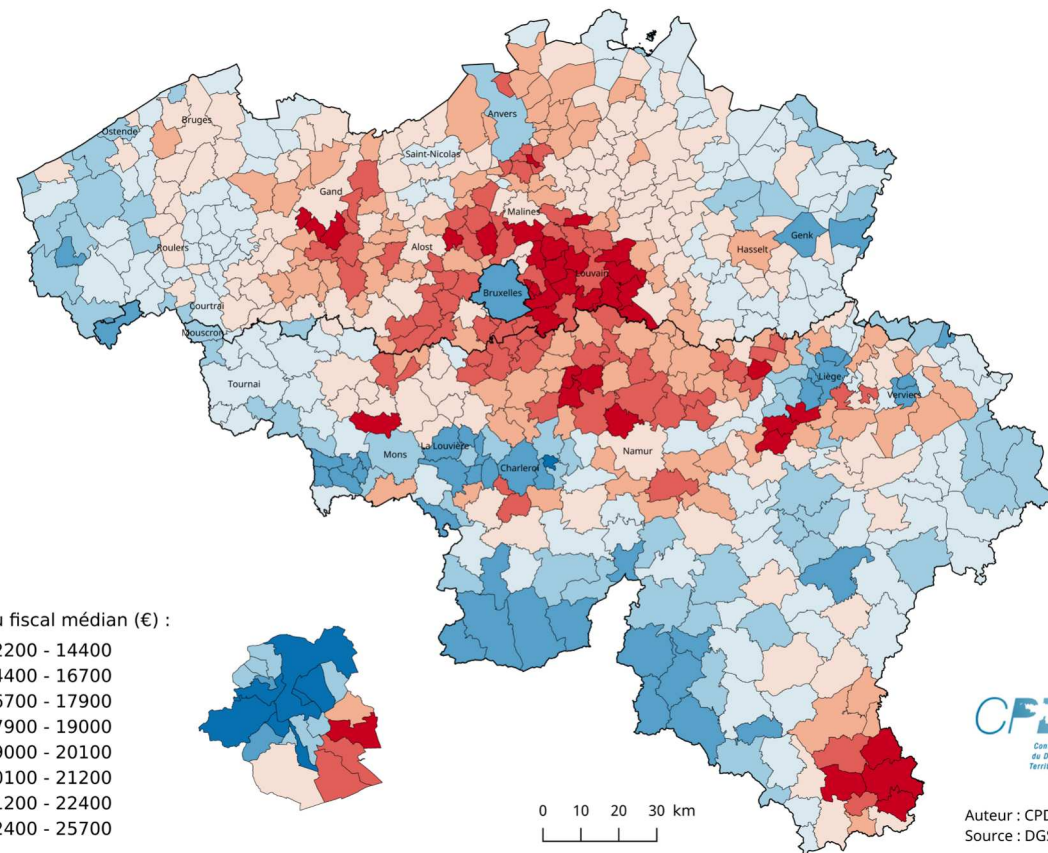 Bruges
Ostende
Anvers
Saint-Nicolas
Gand
Malines
Genk
Roulers
Alost
Hasselt
Louvain
Bruxelles
Courtrai
Mouscron
Tournai
Liège
Verviers
La Louvière
Mons
Namur
Charleroi
u fiscal médian (€) :
2200 - 14400
4400 - 16700
6700 - 17900
7900 - 19000
9000 - 20100
0100 - 21200
1200 - 22400
2400 - 25700
0 10 20 30 km
Auteur : CPD
Source : DGS